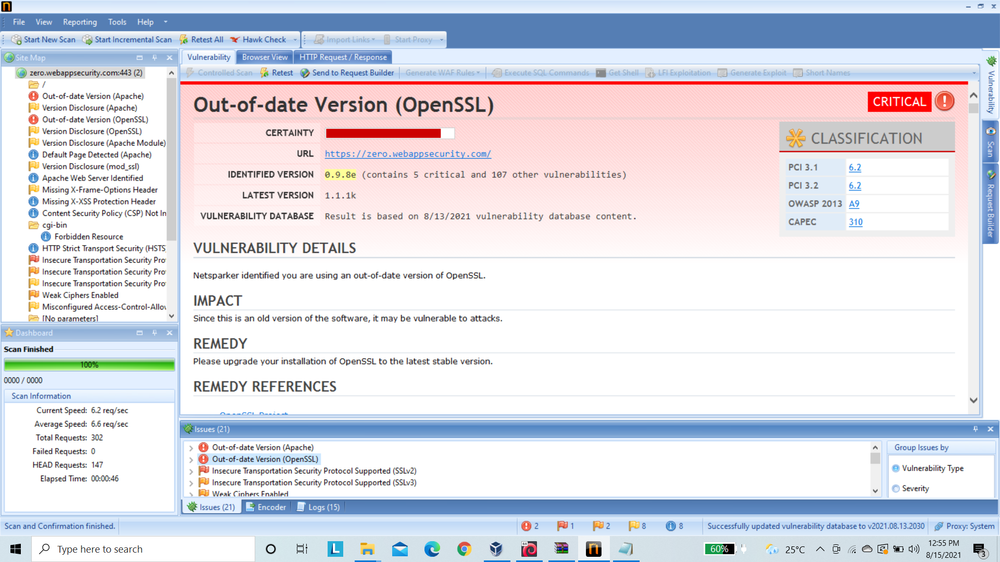 File View Reporting Tools Help
Start New Scan Start Incremental Scan Retest All Hawk Check Import Links Start Proxy
Site Map
zero.webappsecurity.com:443 (2)
/
Out-of-date Version (Apache)
Version Disclosure (Apache)
Out-of-date Version (OpenSSL)
Version Disclosure (OpenSSL)
Version Disclosure (Apache Module)
Default Page Detected (Apache)
Version Disclosure (mod_ssl)
Apache Web Server Identified
Missing X-Frame-Options Header
Missing X-XSS Protection Header
Content Security Policy (CSP) Not In
cgi-bin
Forbidden Resource
HTTP Strict Transport Security (HSTS
Insecure Transportation Security Pro
Insecure Transportation Security Pro
Insecure Transportation Security Pro
Weak Ciphers Enabled
Misconfigured Access-Control-Allo
[No parameters]
Dashboard
Scan Finished
100%
0000 / 0000
Scan Information
Current Speed: 6.2 req/sec
Average Speed: 6.6 req/sec
Total Requests: 302
Failed Requests: 0
HEAD Requests: 147
Elapsed Time: 00:00:46
Vulnerability Browser View HTTP Request / Response
Controlled Scan Retest Send to Request Builder Generate WAF Rules Execute SQL Commands Get Shell LFI Exploitation Generate Exploit Short Names
Out-of-date Version (OpenSSL)
CRITICAL
CERTAINTY
URL https://zero.webappsecurity.com/
IDENTIFIED VERSION 0.9.8e (contains 5 critical and 107 other vulnerabilities)
LATEST VERSION 1.1.1k
VULNERABILITY DATABASE Result is based on 8/13/2021 vulnerability database content.
CLASSIFICATION
PCI 3.1 6.2
PCI 3.2 6.2
OWASP 2013 A9
CAPEC 310
VULNERABILITY DETAILS
Netsparker identified you are using an out-of-date version of OpenSSL.
IMPACT
Since this is an old version of the software, it may be vulnerable to attacks.
REMEDY
Please upgrade your installation of OpenSSL to the latest stable version.
REMEDY REFERENCES
OpenSSL Project
Vulnerability
Scan
Request Builder
Issues (21)
Out-of-date Version (Apache)
Out-of-date Version (OpenSSL)
Insecure Transportation Security Protocol Supported (SSLv2)
Insecure Transportation Security Protocol Supported (SSLv3)
Weak Ciphers Enabled
Group Issues by
Vulnerability Type
Severity
Issues (21) Encoder Logs (15)
Scan and Confirmation finished. 2 1 2 8 8 Successfully updated vulnerability database to v2021.08.13.2030 Proxy: System
Type here to search
L
64
n
60%
25°C
12:55 PM
8/15/2021
3